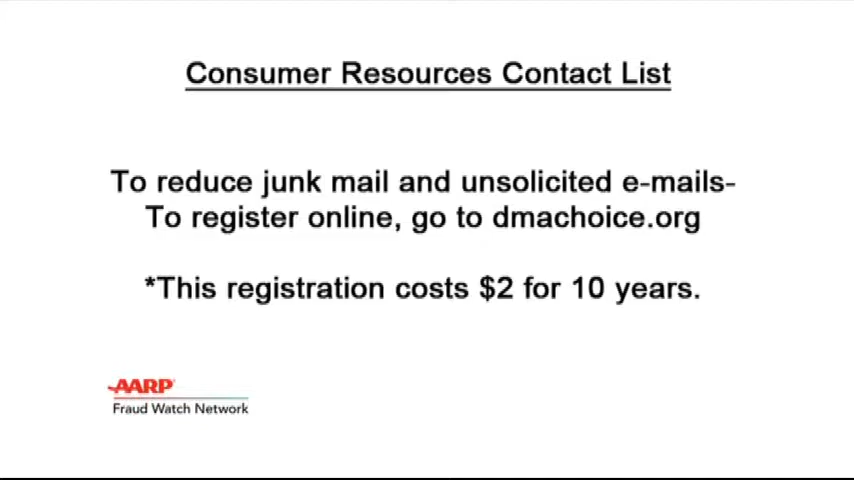 Consumer Resources Contact List
To reduce junk mail and unsolicited e-mails-
To register online, go to dmachoice.org
*This registration costs $2 for 10 years.
AARP
Fraud Watch Network